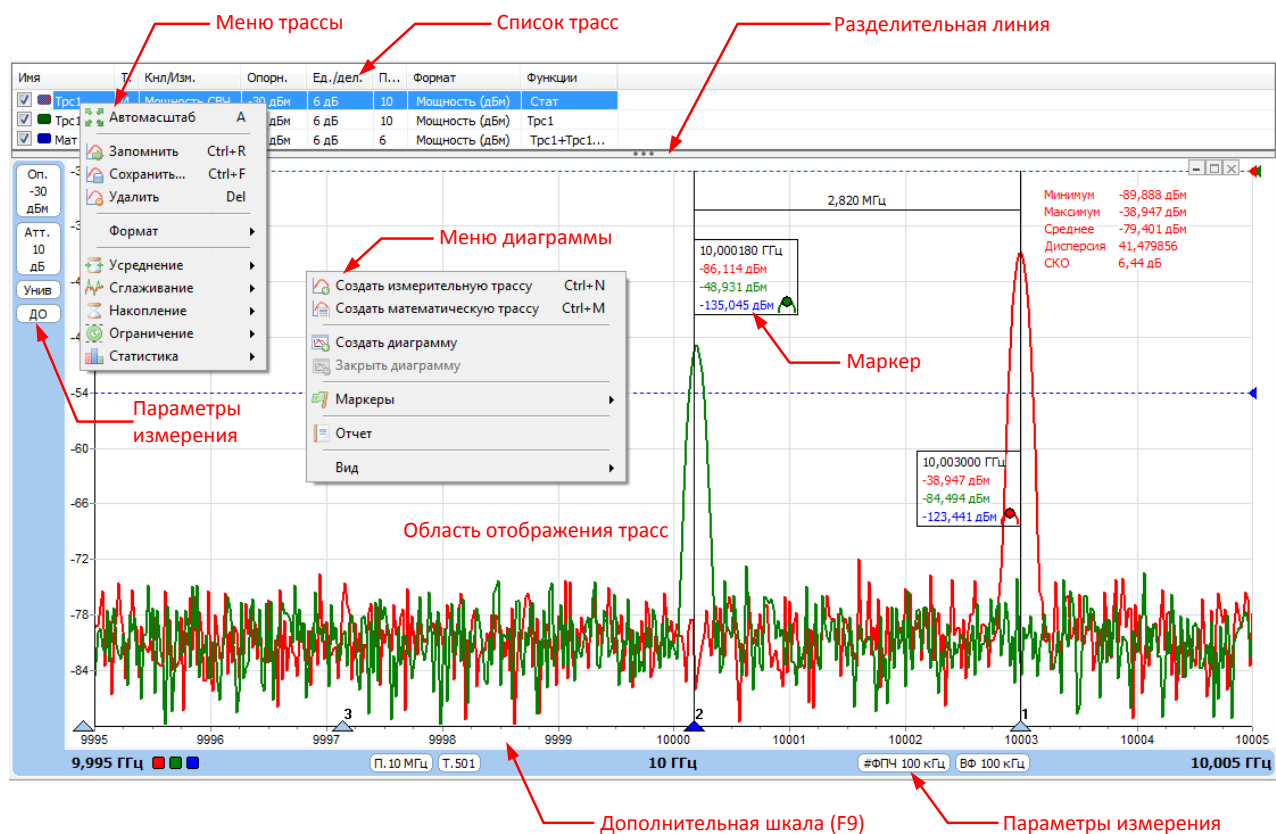 Меню трассы Список трасс Разделительная линия
Имя Т. Кнл/Изм. Опорн. Ед./дел. П... Формат Функции
Трс1 И Мощность СВЧ -30 дБм 6 дБ 10 Мощность (дБм) Стат
Трс1 дБм 6 дБ 10 Мощность (дБм) Трс1
Мат дБм 6 дБ 6 Мощность (дБм) Трс1+Трс1...
Автомасштаб A
Запомнить Ctrl+R
Сохранить... Ctrl+F
Удалить Del
Формат
Усреднение
Сглаживание
Накопление
Ограничение
Статистика
Оп.
-30
дБм
Атт.
10
дБ
Унив
ДО
Параметры
измерения
Меню диаграммы
Создать измерительную трассу Ctrl+N
Создать математическую трассу Ctrl+M
Создать диаграмму
Закрыть диаграмму
Маркеры
Отчет
Вид
2,820 МГц
Минимум -89,888 дБм
Максимум -38,947 дБм
Среднее -79,401 дБм
Дисперсия 41,479856
СКО 6,44 дБ
10,000180 ГГц
-86,114 дБм
-48,931 дБм
-135,045 дБм
Маркер
10,003000 ГГц
-38,947 дБм
-84,494 дБм
-123,441 дБм
Область отображения трасс
-54
-60
-66
-72
-78
-84
3 2 1
9995 9996 9997 9998 9999 10000 10001 10002 10003 10004 10005
9,995 ГГц П.10 МГц Т.501 10 ГГц #ФПЧ 100 кГц ВФ 100 кГц 10,005 ГГц
Дополнительная шкала (F9) Параметры измерения